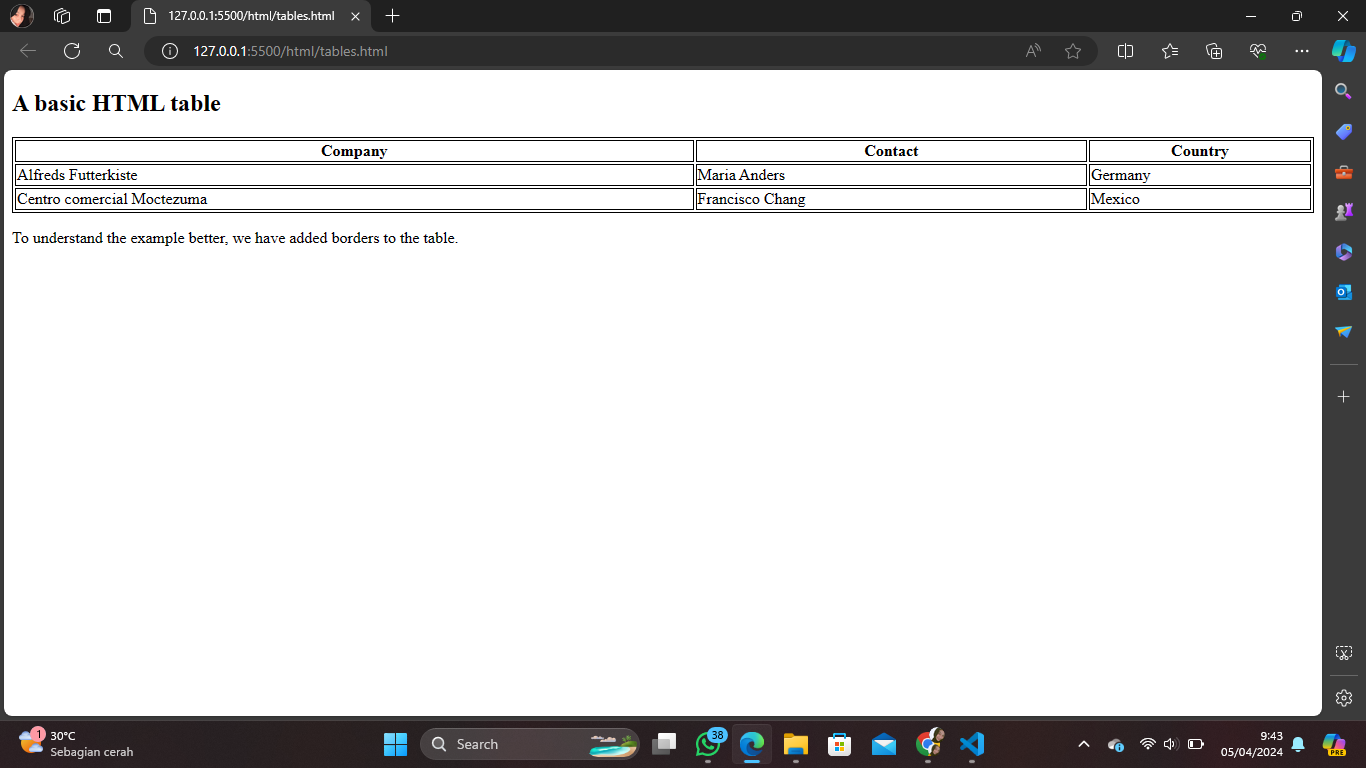 127.0.0.1:5500/html/tables.html
127.0.0.1:5500/html/tables.html
A basic HTML table
Company Contact Country
Alfreds Futterkiste Maria Anders Germany
Centro comercial Moctezuma Francisco Chang Mexico
To understand the example better, we have added borders to the table.
1
30°C
Sebagian cerah
Search
38
9:43
05/04/2024
PRE